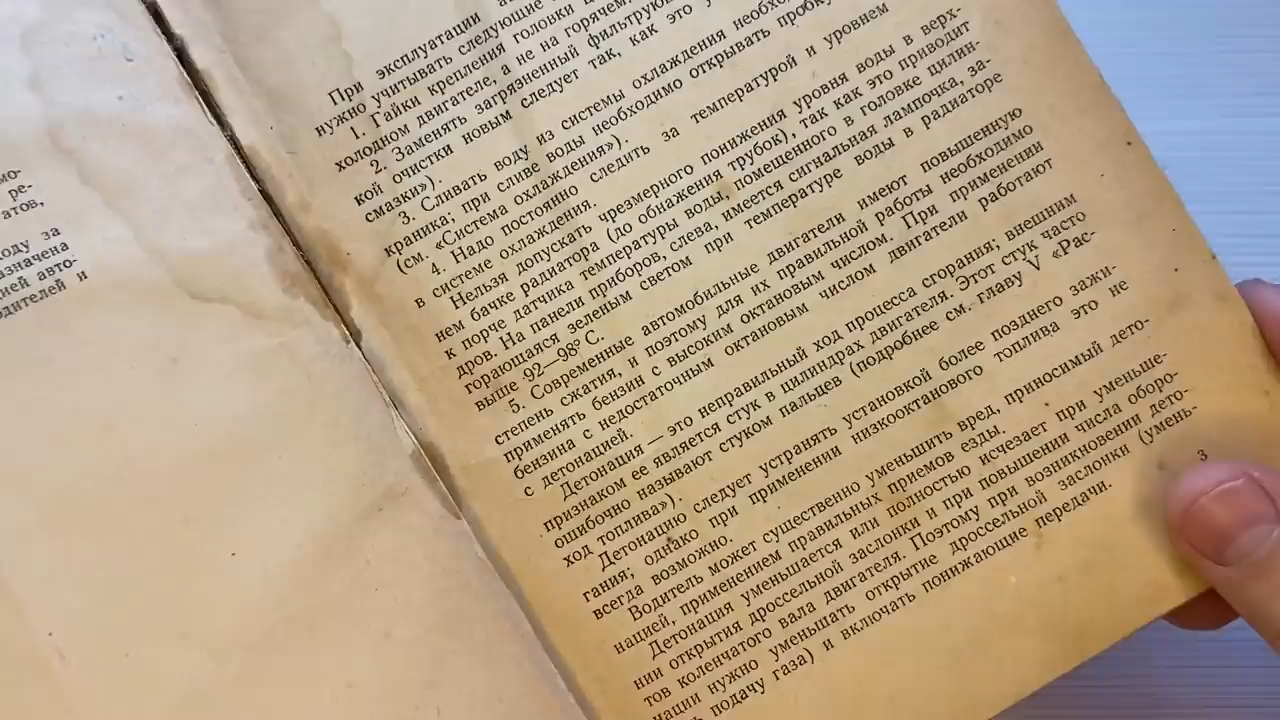 мо-
ре-
атов,
ходу за
азначена
цией авто-
одителей и
При эксплуатации
нужно учитывать следующие
1. Гайки крепления головки
холодном двигателе, а не на горячем,
2. Заменять загрязненный
кой очистки новым следует так, как это
смазки»).
3. Сливать воду из системы охлаждения
краника; при сливе воды необходимо открывать пробку
(см. «Система охлаждения»).
4. Надо постоянно следить за температурой и уровнем
в системе охлаждения.
Нельзя допускать чрезмерного понижения уровня воды в верх-
нем бачке радиатора (до обнажения трубок), так как это приводит
к порче датчика температуры воды, помещенного в головке цилин-
дров. На панели приборов, слева, имеется сигнальная лампочка, за-
горающаяся зеленым светом при температуре воды в радиаторе
выше 92—98° С.
5. Современные автомобильные двигатели имеют повышенную
степень сжатия, и поэтому для их правильной работы необходимо
применять бензин с высоким октановым числом. При применении
бензина с недостаточным октановым числом двигатели работают
с детонацией.
Детонация — это неправильный ход процесса сгорания; внешним
признаком ее является стук в цилиндрах двигателя. Этот стук часто
ошибочно называют стуком пальцев (подробнее см. главу V «Рас-
ход топлива»).
Детонацию следует устранять установкой более позднего зажи-
гания; однако при применении низкооктанового топлива это не
всегда возможно.
Водитель может существенно уменьшить вред, приносимый дето-
нацией, применением правильных приемов езды.
Детонация уменьшается или полностью исчезает при уменьше-
нии открытия дроссельной заслонки и при повышении числа оборо-
тов коленчатого вала двигателя. Поэтому при возникновении дето-
нации нужно уменьшать открытие дроссельной заслонки (умень-
подачу газа) и включать понижающие передачи.
3